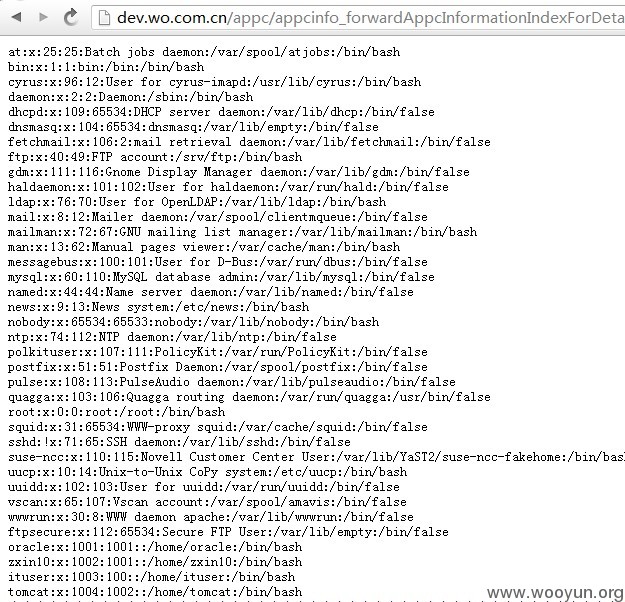 dev.wo.com.cn/appc/appcinfo_forwardAppcInformationIndexForDeta
at:x:25:25:Batch jobs daemon:/var/spool/atjobs:/bin/bash
bin:x:1:1:bin:/bin:/bin/bash
cyrus:x:96:12:User for cyrus-imapd:/usr/lib/cyrus:/bin/bash
daemon:x:2:2:Daemon:/sbin:/bin/bash
dhcpd:x:109:65534:DHCP server daemon:/var/lib/dhcp:/bin/false
dnsmasq:x:104:65534:dnsmasq:/var/lib/empty:/bin/false
fetchmail:x:106:2:mail retrieval daemon:/var/lib/fetchmail:/bin/false
ftp:x:40:49:FTP account:/srv/ftp:/bin/bash
gdm:x:111:116:Gnome Display Manager daemon:/var/lib/gdm:/bin/false
haldaemon:x:101:102:User for haldaemon:/var/run/hald:/bin/false
ldap:x:76:70:User for OpenLDAP:/var/lib/ldap:/bin/bash
mail:x:8:12:Mailer daemon:/var/spool/clientmqueue:/bin/false
mailman:x:72:67:GNU mailing list manager:/var/lib/mailman:/bin/bash
man:x:13:62:Manual pages viewer:/var/cache/man:/bin/bash
messagebus:x:100:101:User for D-Bus:/var/run/dbus:/bin/false
mysql:x:60:110:MySQL database admin:/var/lib/mysql:/bin/false
named:x:44:44:Name server daemon:/var/lib/named:/bin/false
news:x:9:13:News system:/etc/news:/bin/bash
nobody:x:65534:65533:nobody:/var/lib/nobody:/bin/bash
ntp:x:74:112:NTP daemon:/var/lib/ntp:/bin/false
polkituser:x:107:111:PolicyKit:/var/run/PolicyKit:/bin/false
postfix:x:51:51:Postfix Daemon:/var/spool/postfix:/bin/false
pulse:x:108:113:PulseAudio daemon:/var/lib/pulseaudio:/bin/false
quagga:x:103:106:Quagga routing daemon:/var/run/quagga:/usr/bin/false
root:x:0:0:root:/root:/bin/bash
squid:x:31:65534:WWW-proxy squid:/var/cache/squid:/bin/false
sshd:!x:71:65:SSH daemon:/var/lib/sshd:/bin/false
suse-ncc:x:110:115:Novell Customer Center User:/var/lib/YaST2/suse-ncc-fakehome:/bin/bas
uucp:x:10:14:Unix-to-Unix CoPy system:/etc/uucp:/bin/bash
uuidd:x:102:103:User for uuidd:/var/run/uuidd:/bin/false
vscan:x:65:107:Vscan account:/var/spool/amavis:/bin/false
wwwrun:x:30:8:WWW daemon apache:/var/lib/wwwrun:/bin/false
ftpsecure:x:112:65534:Secure FTP User:/var/lib/empty:/bin/false
oracle:x:1001:1001::/home/oracle:/bin/bash
zxin10:x:1002:1001::/home/zxin10:/bin/bash
ituser:x:1003:100::/home/ituser:/bin/bash
tomcat:x:1004:1002::/home/tomcat:/bin/bash
www.wooyun.org